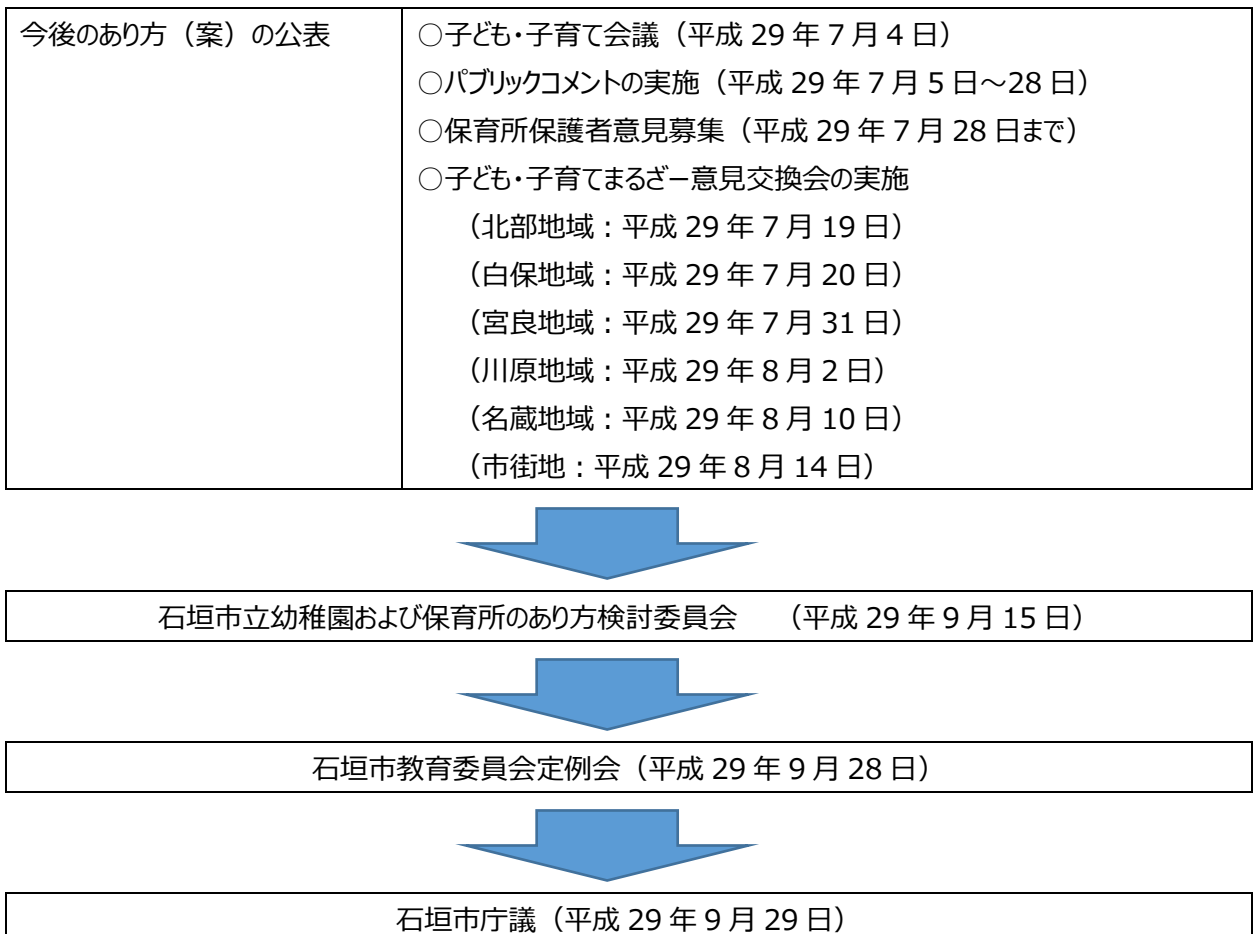 今後のあり方（案）の公表
○子ども・子育て会議（平成 29 年 7 月 4 日）
○パブリックコメントの実施（平成 29 年 7 月 5 日～28 日）
○保育所保護者意見募集（平成 29 年 7 月 28 日まで）
○子ども・子育てまるざー意見交換会の実施
（北部地域：平成 29 年 7 月 19 日）
（白保地域：平成 29 年 7 月 20 日）
（宮良地域：平成 29 年 7 月 31 日）
（川原地域：平成 29 年 8 月 2 日）
（名蔵地域：平成 29 年 8 月 10 日）
（市街地：平成 29 年 8 月 14 日）
石垣市立幼稚園および保育所のあり方検討委員会　　（平成 29 年 9 月 15 日）
石垣市教育委員会定例会（平成 29 年 9 月 28 日）
石垣市庁議（平成 29 年 9 月 29 日）